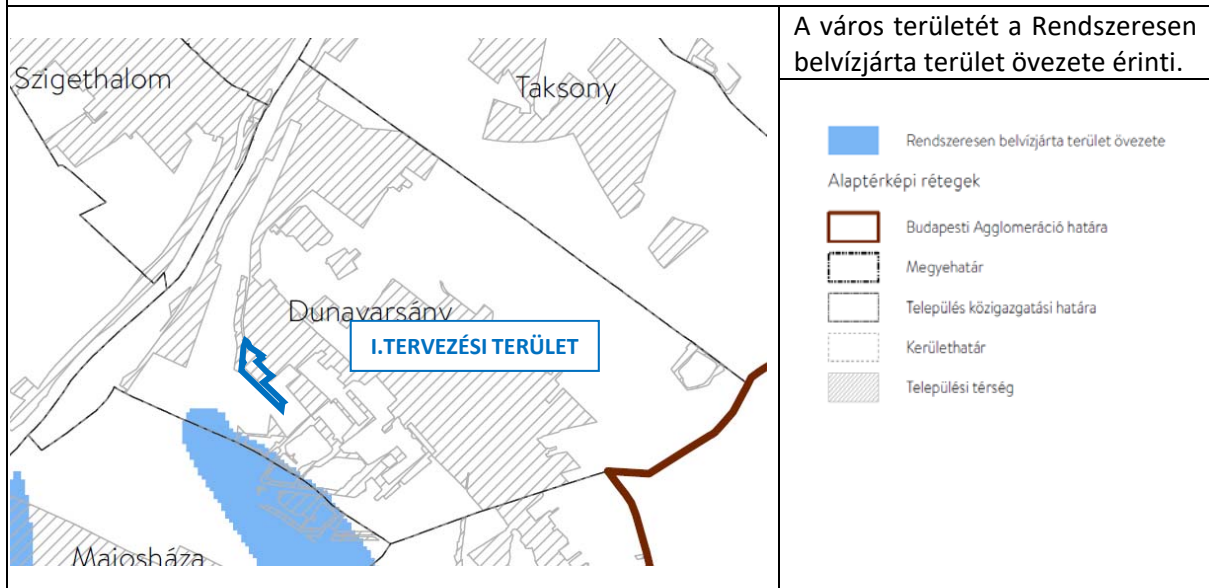 A város területét a Rendszeresen
belvízjárta terület övezete érinti.
Szigethalom
Taksony
Dunavarsány
I.TERVEZÉSI TERÜLET
Majosháza
Rendszeresen belvízjárta terület övezete
Alaptérképi rétegek
Budapesti Agglomeráció határa
Megyehatár
Település közigazgatási határa
Kerülethatár
Települési térség